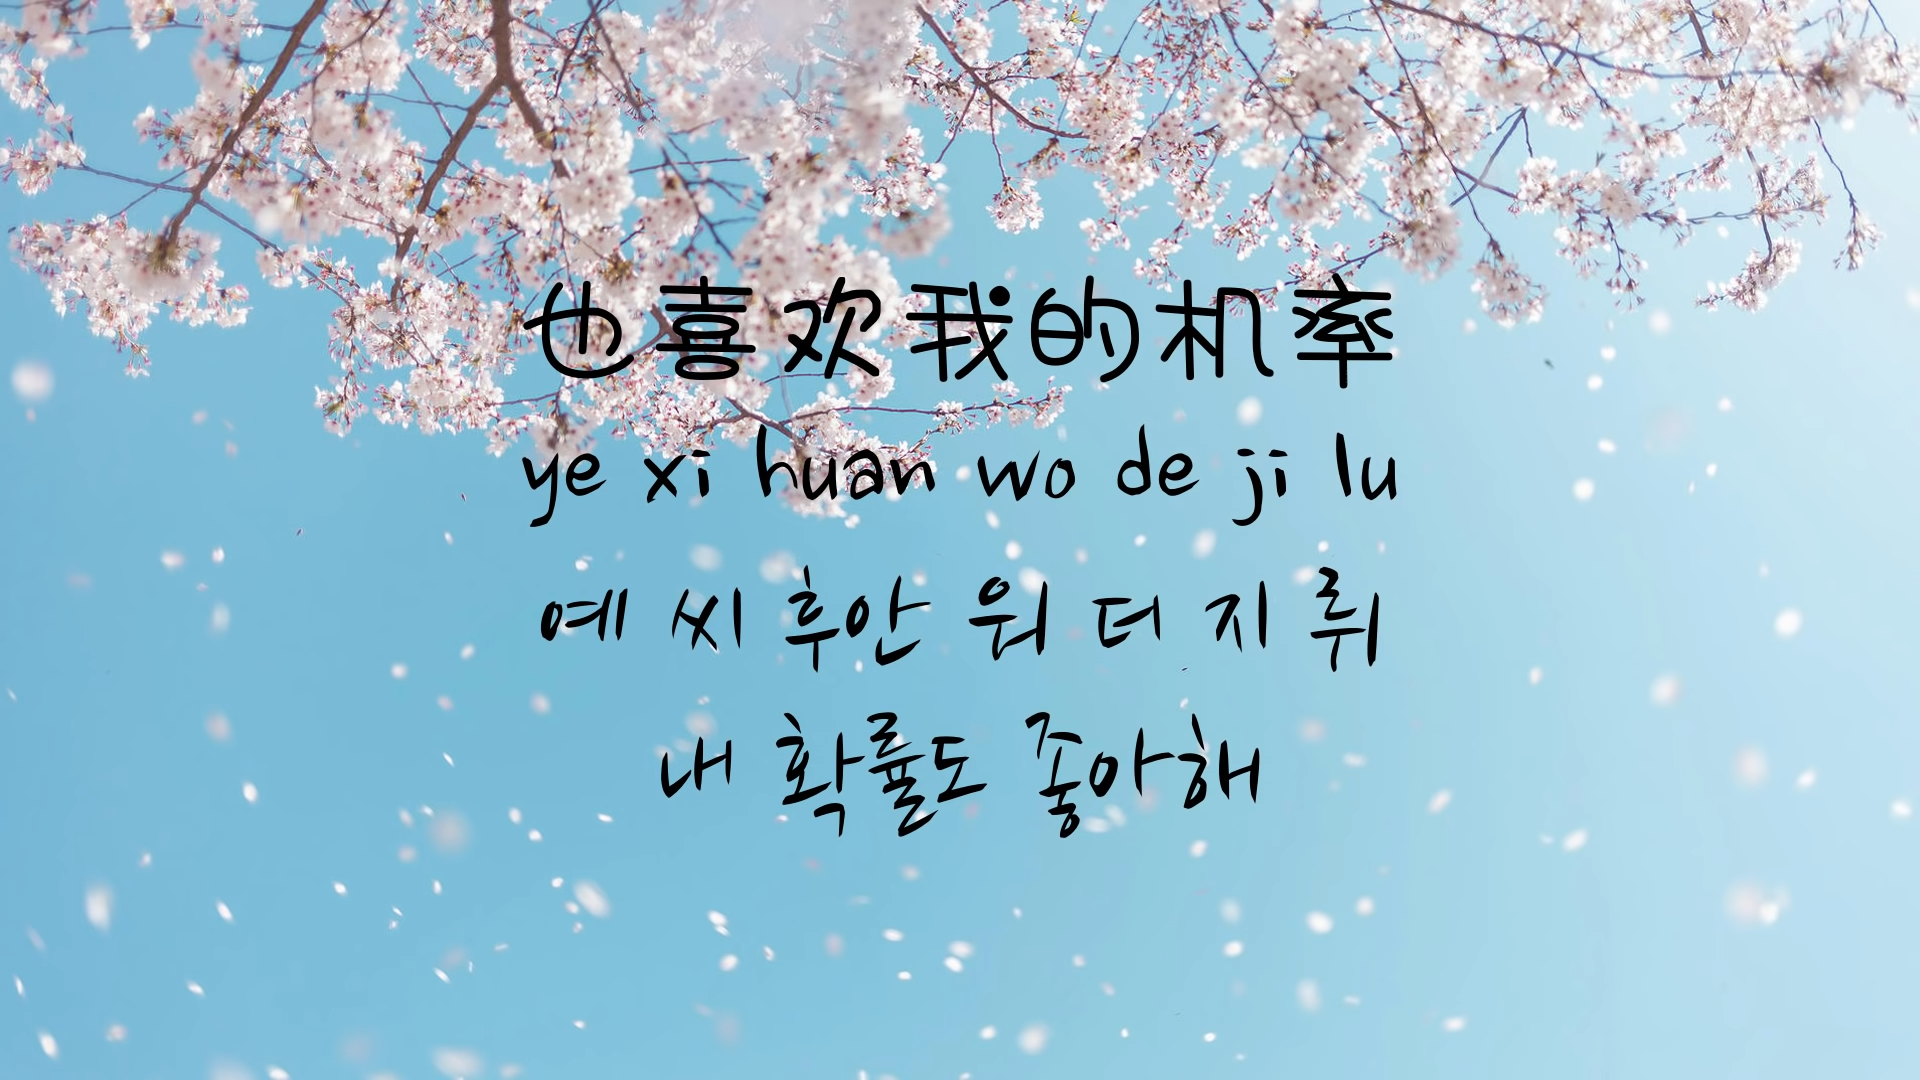 也喜欢我的机率
ye xi huan wo de ji lu
예 씨 후안 워 더 지 뤼
내 확률도 좋아해